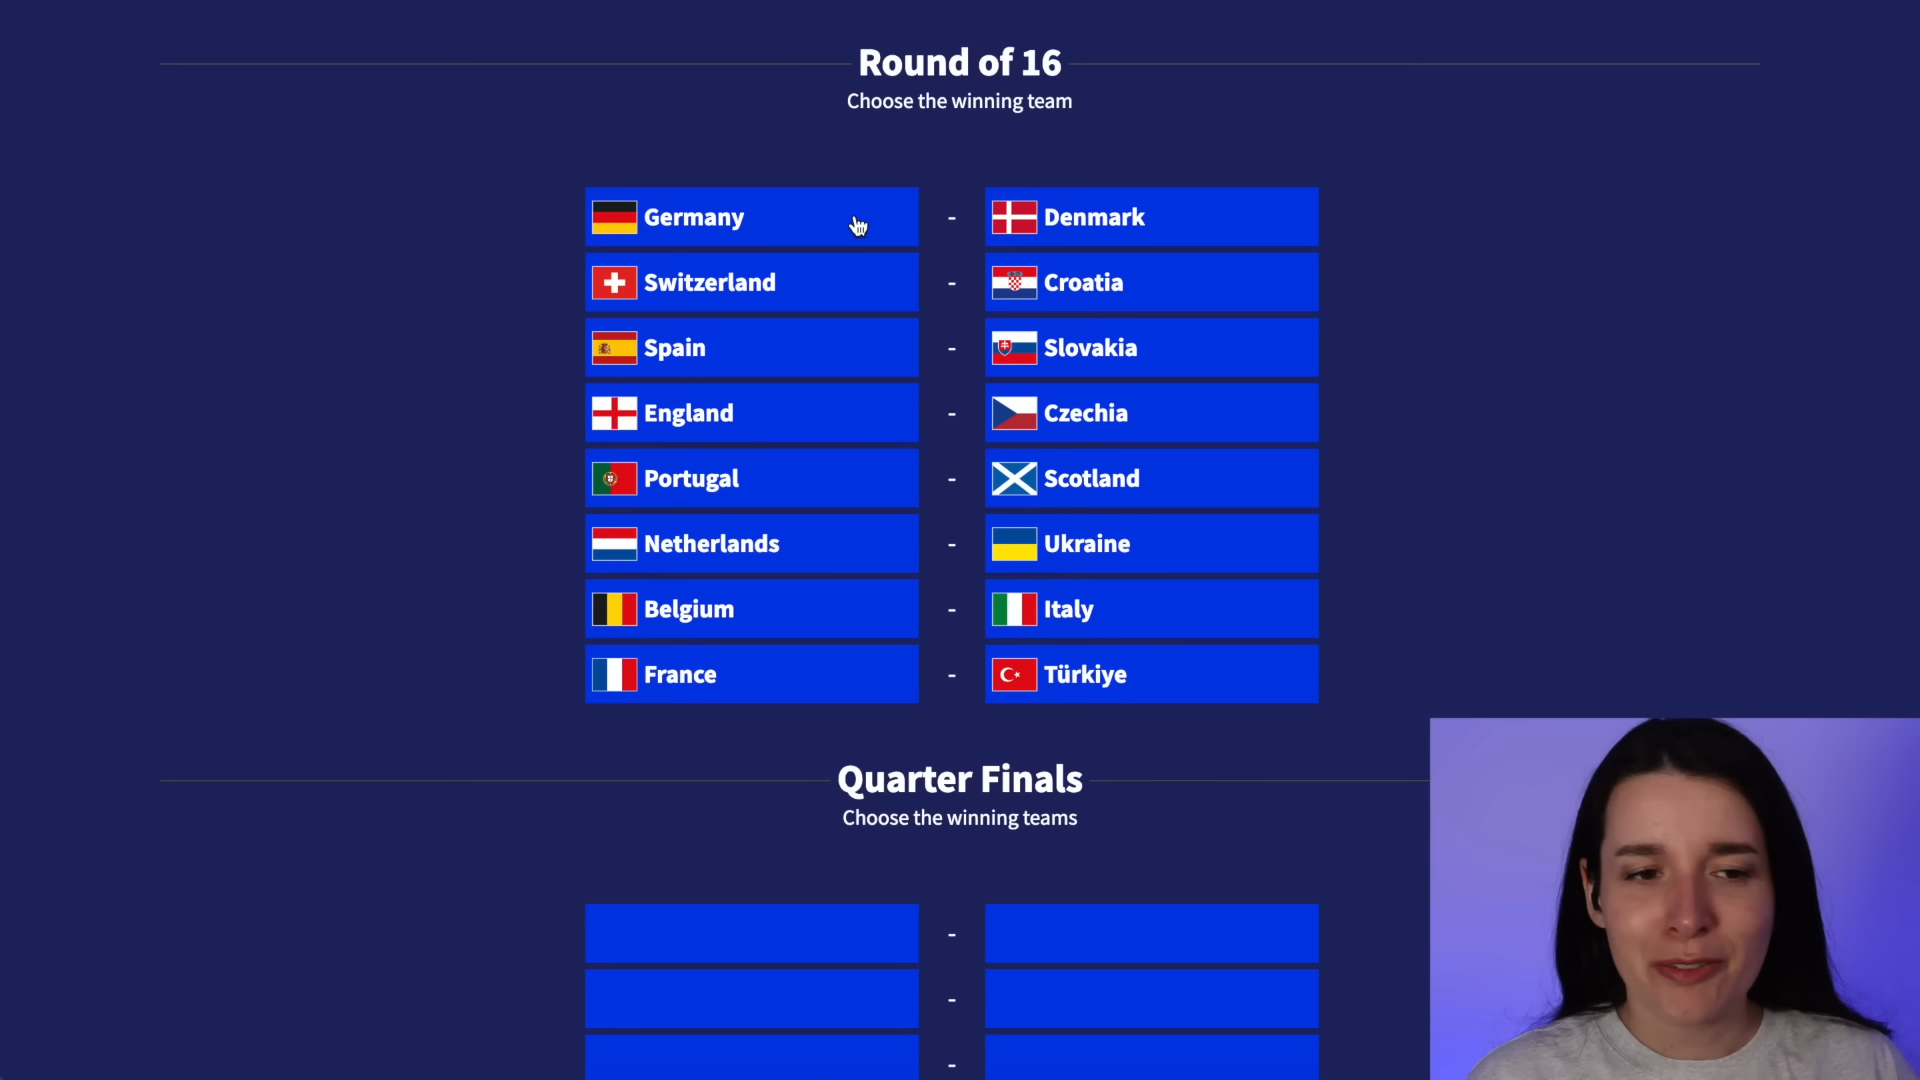 Round of 16
Choose the winning team
Germany - Denmark
Switzerland - Croatia
Spain - Slovakia
England - Czechia
Portugal - Scotland
Netherlands - Ukraine
Belgium - Italy
France - Türkiye
Quarter Finals
Choose the winning teams
-
-
-